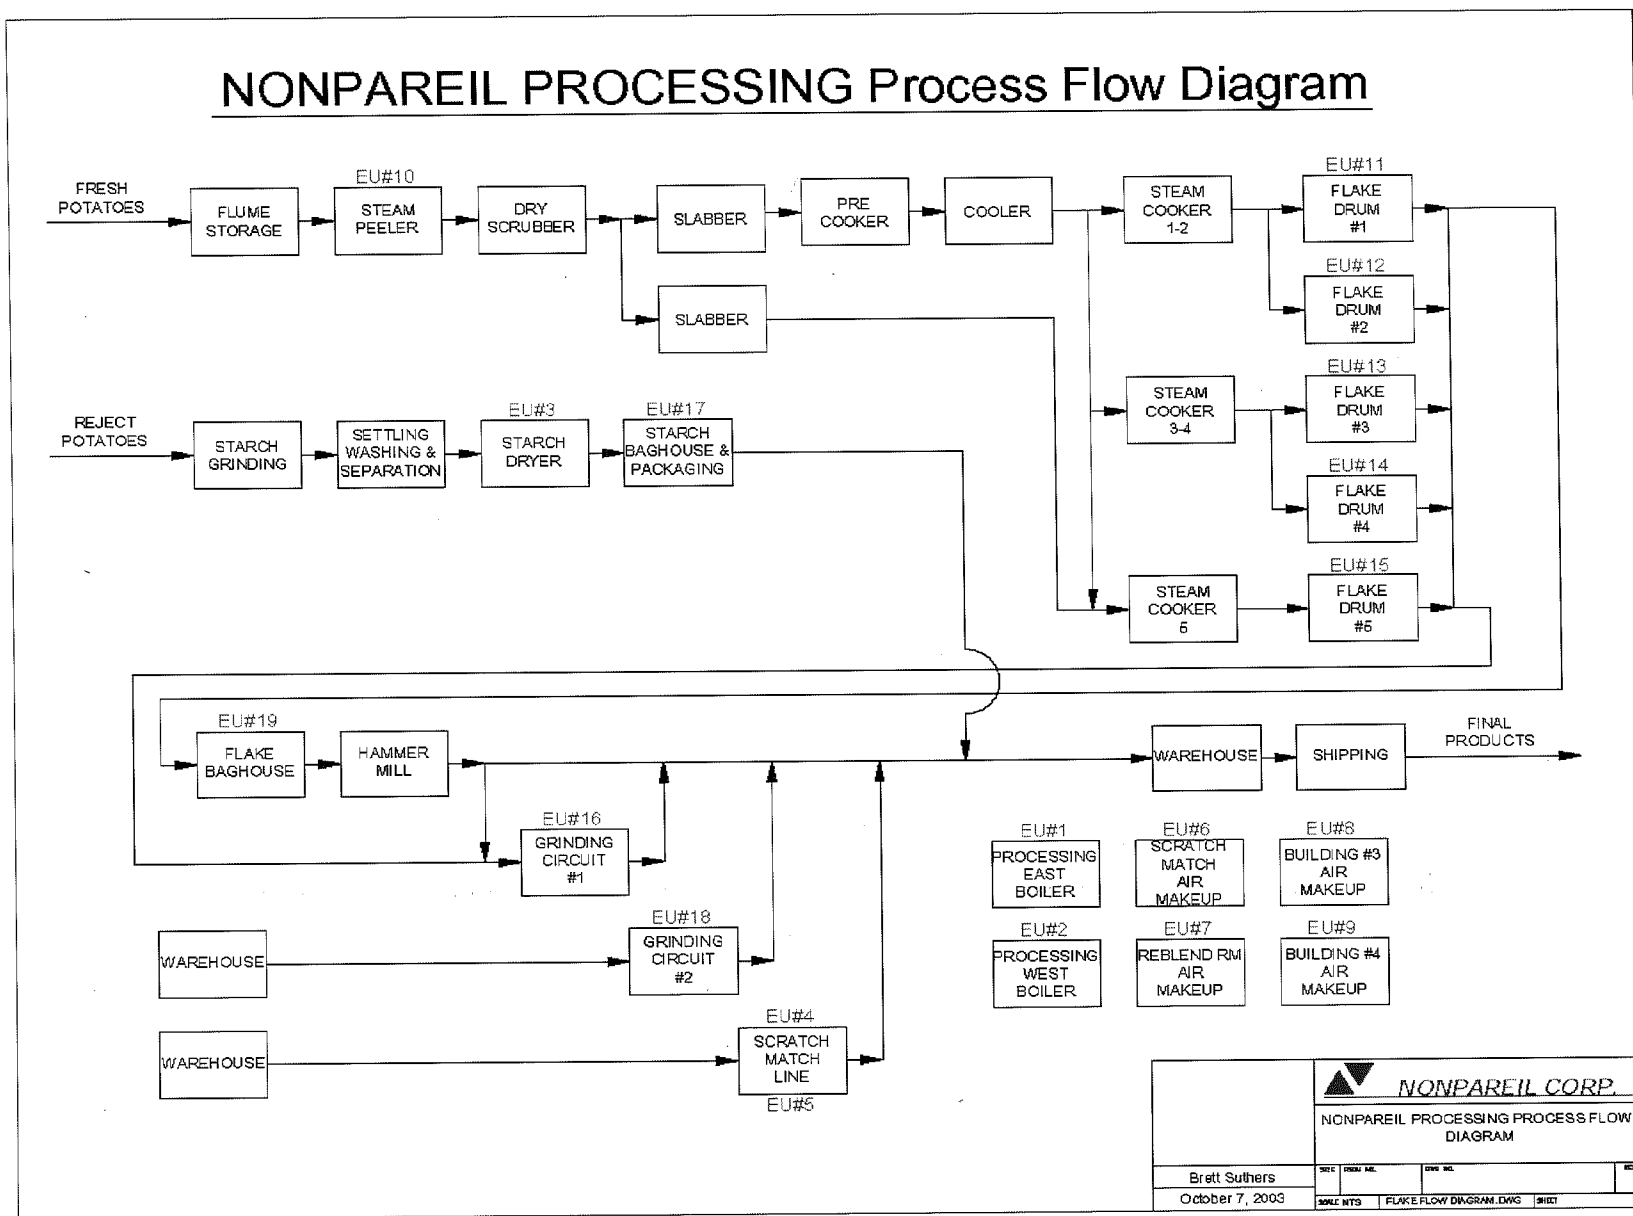 NONPAREIL PROCESSING Process Flow Diagram
FRESH
POTATOES
FLUME
STORAGE
EU#10
STEAM
PEELER
DRY
SCRUBBER
SLABBER
PRE
COOKER
COOLER
STEAM
COOKER
1-2
EU#11
FLAKE
DRUM
#1
EU#12
FLAKE
DRUM
#2
SLABBER
EU#13
FLAKE
DRUM
#3
STEAM
COOKER
3-4
EU#14
FLAKE
DRUM
#4
REJECT
POTATOES
STARCH
GRINDING
SETTLING
WASHING &
SEPARATION
EU#3
STARCH
DRYER
EU#17
STARCH
BAGHOUSE &
PACKAGING
STEAM
COOKER
5
EU#15
FLAKE
DRUM
#5
EU#19
FLAKE
BAGHOUSE
HAMMER
MILL
WAREHOUSE
SHIPPING
FINAL
PRODUCTS
EU#16
GRINDING
CIRCUIT
#1
EU#18
GRINDING
CIRCUIT
#2
WAREHOUSE
EU#4
SCRATCH
MATCH
LINE
EU#5
WAREHOUSE
EU#1
PROCESSING
EAST
BOILER
EU#6
SCRATCH
MATCH
AIR
MAKEUP
EU#8
BUILDING #3
AIR
MAKEUP
EU#2
PROCESSING
WEST
BOILER
EU#7
REBLEND RM
AIR
MAKEUP
EU#9
BUILDING #4
AIR
MAKEUP
NONPAREIL CORP.
NONPAREIL PROCESSING PROCESS FLOW
DIAGRAM
Brett Suthers
October 7, 2003
SIZE
DWG NO.
SCALE NTS
FLAKE FLOW DIAGRAM.DWG
SHEET